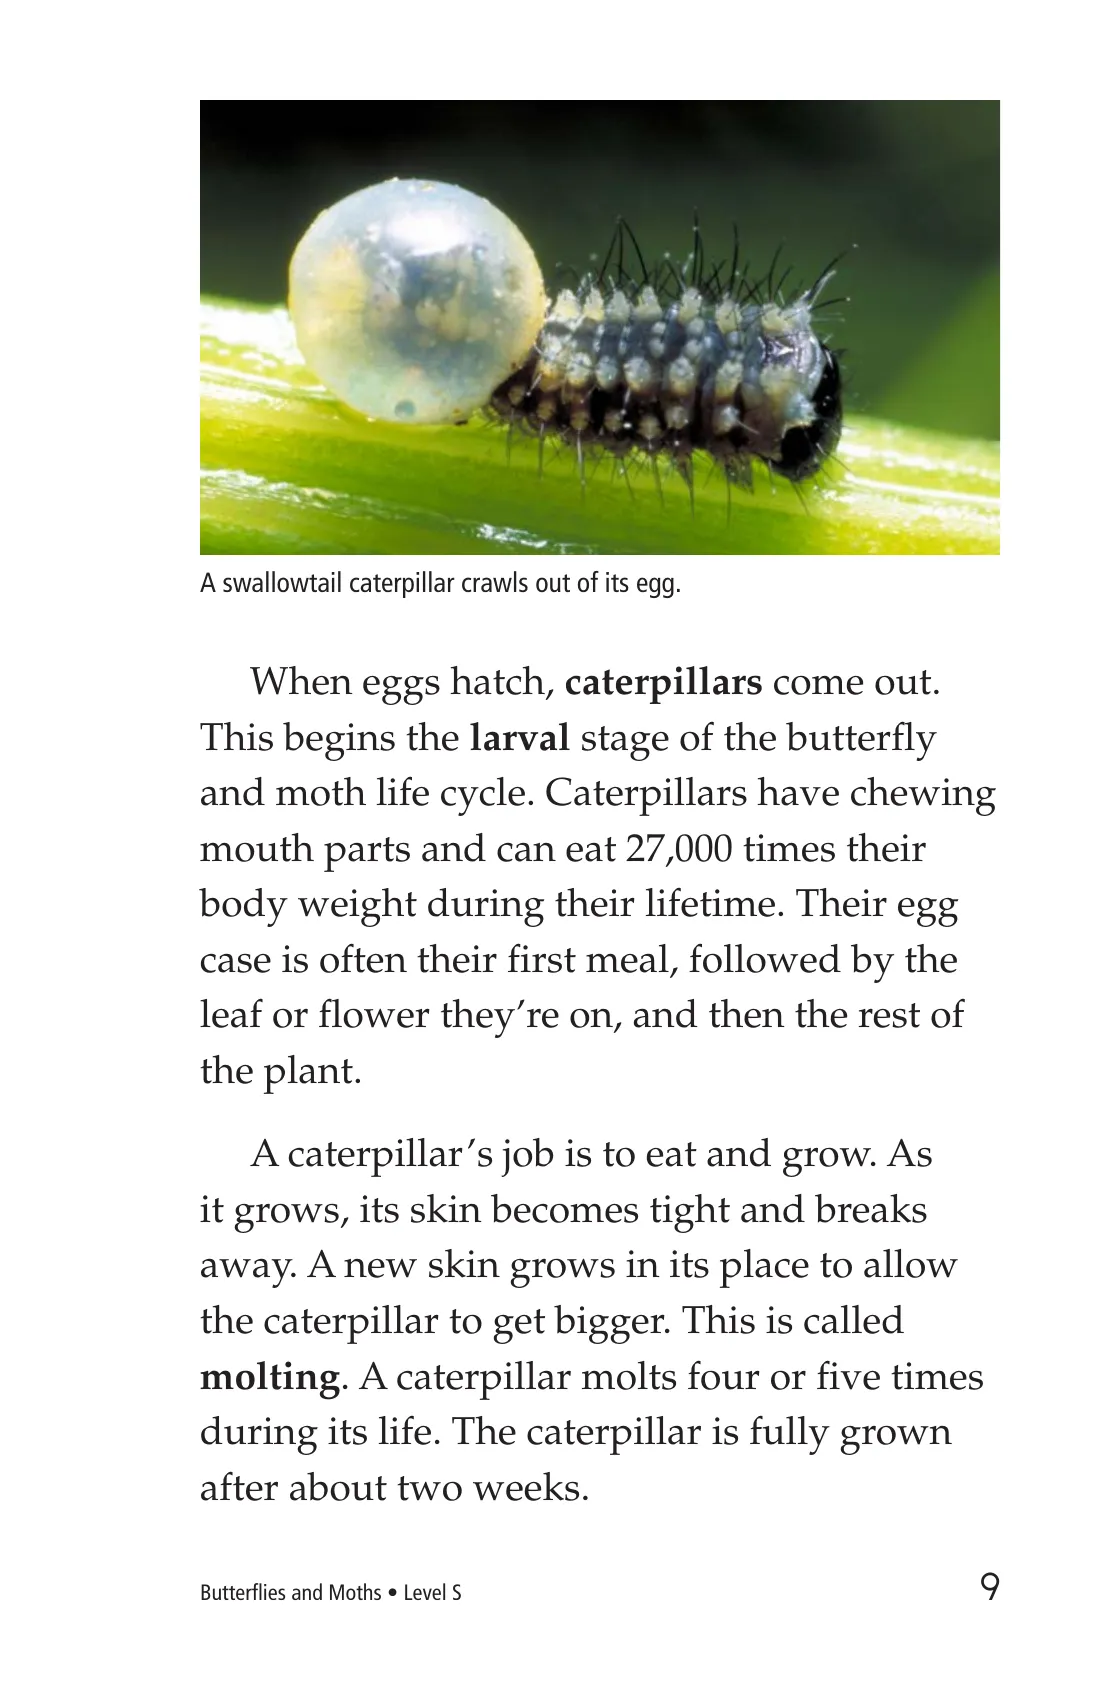 A swallowtail caterpillar crawls out of its egg.
When eggs hatch, caterpillars come out.
This begins the larval stage of the butterfly
and moth life cycle. Caterpillars have chewing
mouth parts and can eat 27,000 times their
body weight during their lifetime. Their egg
case is often their first meal, followed by the
leaf or flower they’re on, and then the rest of
the plant.
A caterpillar’s job is to eat and grow. As
it grows, its skin becomes tight and breaks
away. A new skin grows in its place to allow
the caterpillar to get bigger. This is called
molting. A caterpillar molts four or five times
during its life. The caterpillar is fully grown
after about two weeks.
Butterflies and Moths • Level S 9